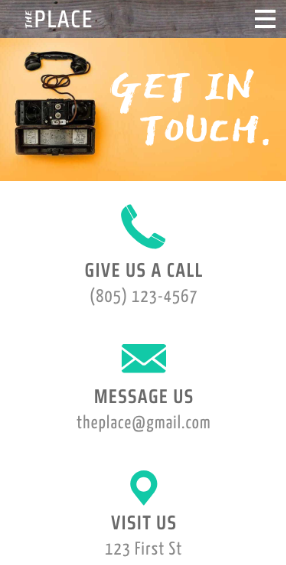 THE PLACE
GET IN
TOUCH.
GIVE US A CALL
(805) 123-4567
MESSAGE US
theplace@gmail.com
VISIT US
123 First St